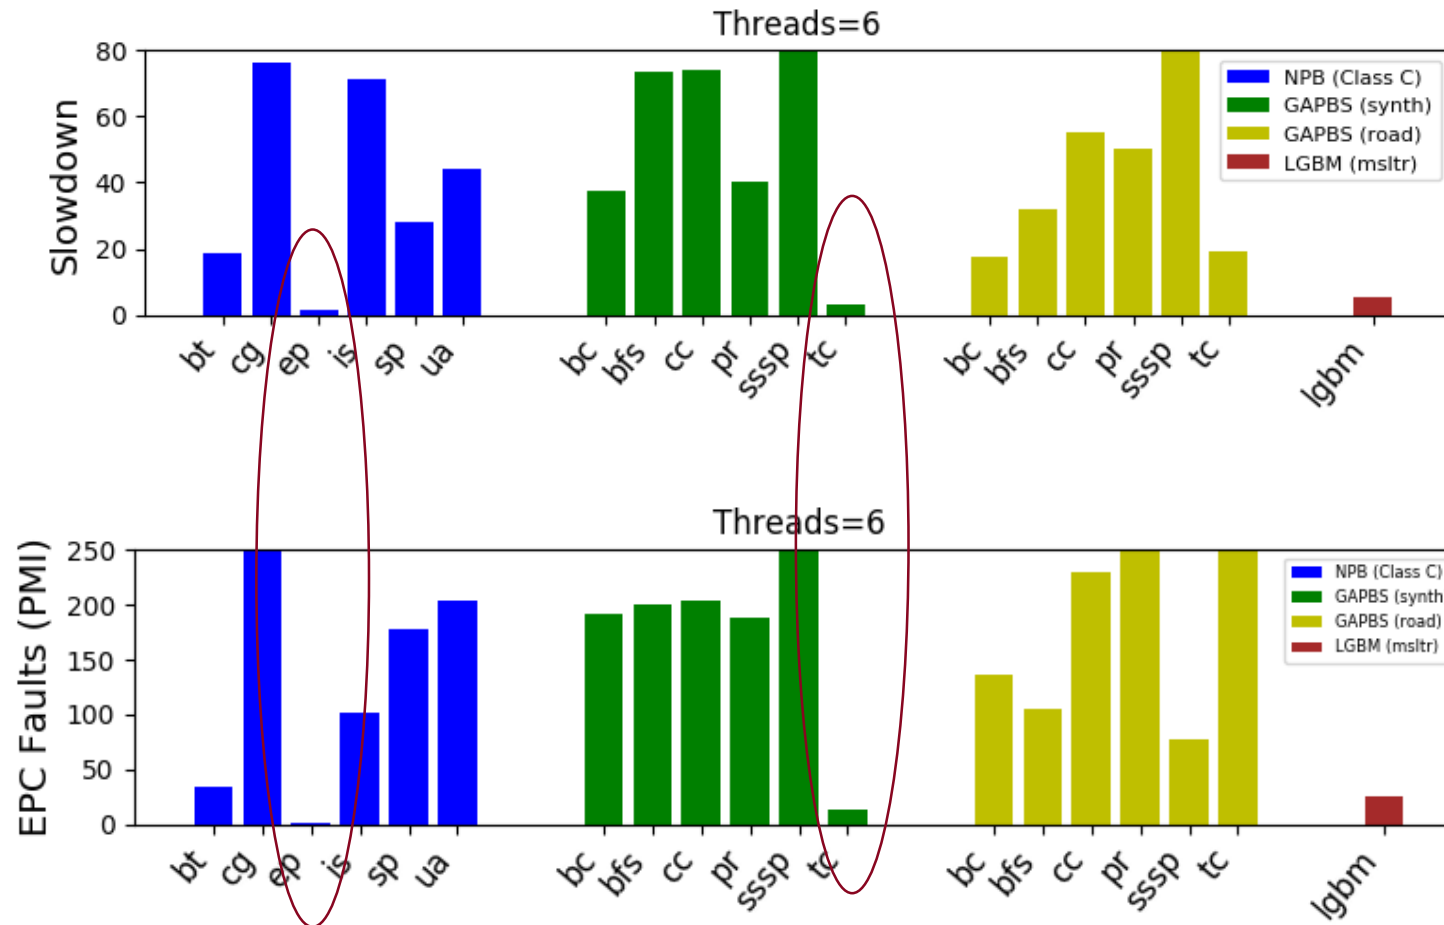 Threads=6
Slowdown
80
60
40
20
0
NPB (Class C)
GAPBS (synth)
GAPBS (road)
LGBM (msltr)
bt cg ep is sp ua bc bfs cc pr sssp tc bc bfs cc pr sssp tc lgbm
Threads=6
EPC Faults (PMI)
250
200
150
100
50
0
NPB (Class C)
GAPBS (synth
GAPBS (road)
LGBM (msltr)
bt cg ep is sp ua bc bfs cc pr sssp tc bc bfs cc pr sssp tc lgbm